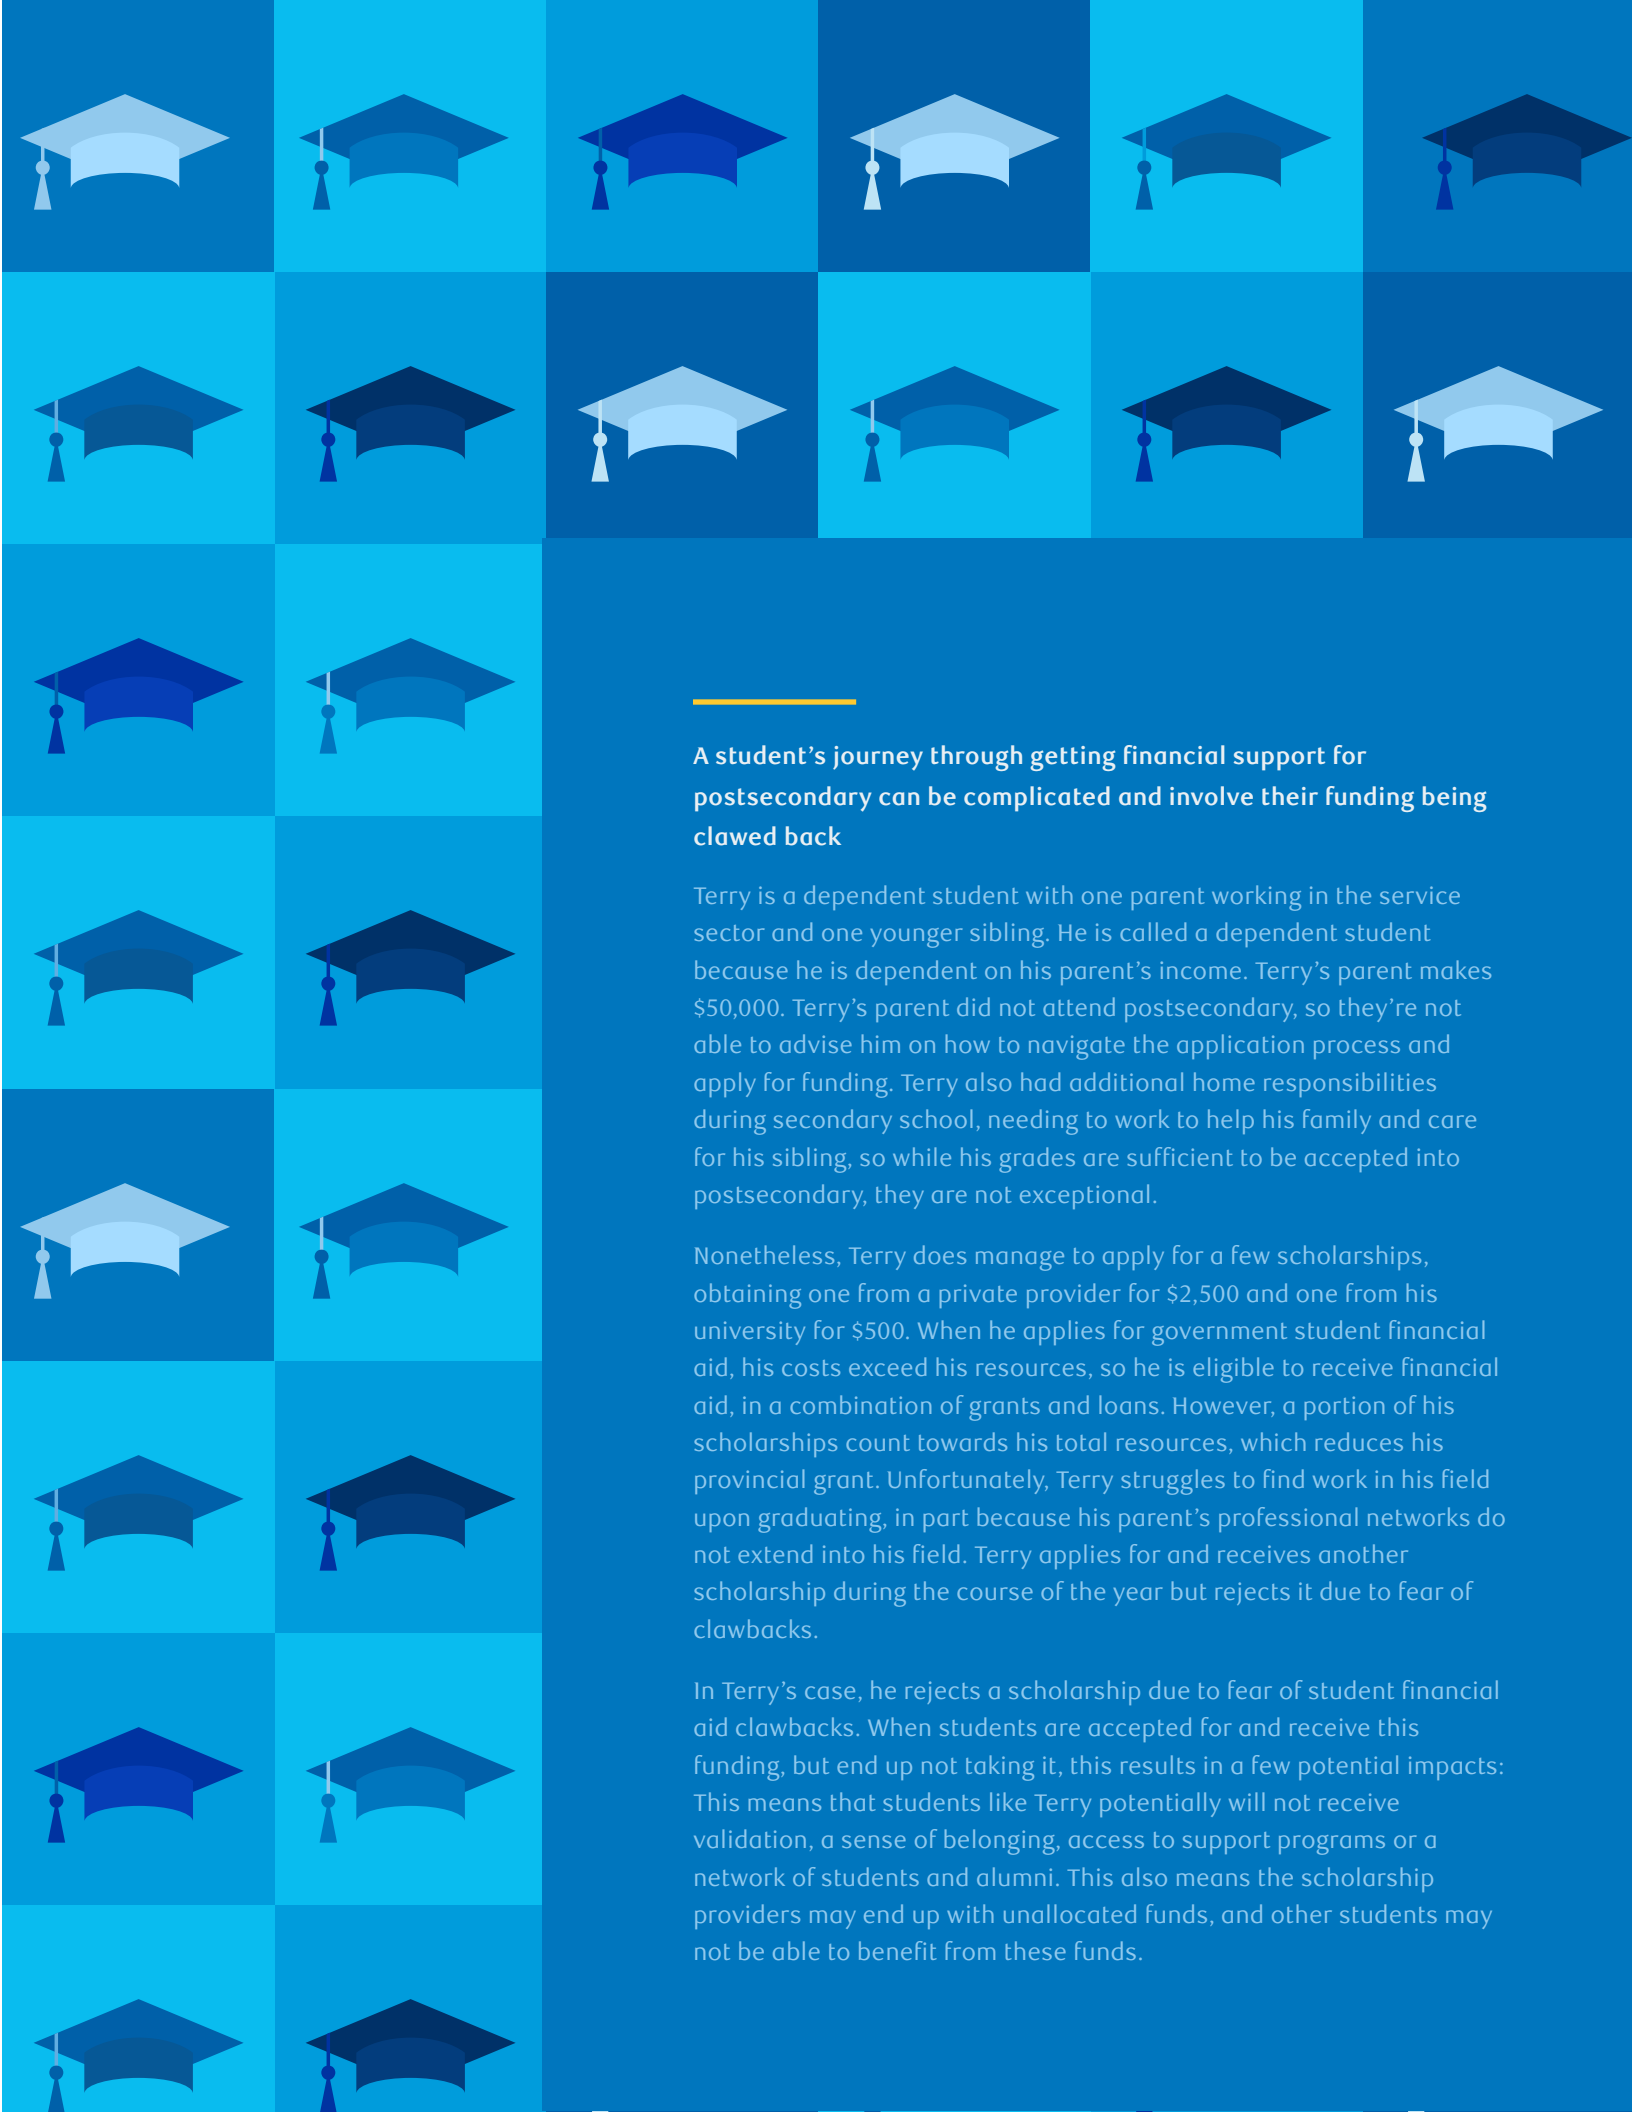 A student’s journey through getting financial support for
postsecondary can be complicated and involve their funding being
clawed back
Terry is a dependent student with one parent working in the service
sector and one younger sibling. He is called a dependent student
because he is dependent on his parent’s income. Terry’s parent makes
$50,000. Terry’s parent did not attend postsecondary, so they’re not
able to advise him on how to navigate the application process and
apply for funding. Terry also had additional home responsibilities
during secondary school, needing to work to help his family and care
for his sibling, so while his grades are sufficient to be accepted into
postsecondary, they are not exceptional.
Nonetheless, Terry does manage to apply for a few scholarships,
obtaining one from a private provider for $2,500 and one from his
university for $500. When he applies for government student financial
aid, his costs exceed his resources, so he is eligible to receive financial
aid, in a combination of grants and loans. However, a portion of his
scholarships count towards his total resources, which reduces his
provincial grant. Unfortunately, Terry struggles to find work in his field
upon graduating, in part because his parent’s professional networks do
not extend into his field. Terry applies for and receives another
scholarship during the course of the year but rejects it due to fear of
clawbacks.
In Terry’s case, he rejects a scholarship due to fear of student financial
aid clawbacks. When students are accepted for and receive this
funding, but end up not taking it, this results in a few potential impacts:
This means that students like Terry potentially will not receive
validation, a sense of belonging, access to support programs or a
network of students and alumni. This also means the scholarship
providers may end up with unallocated funds, and other students may
not be able to benefit from these funds.